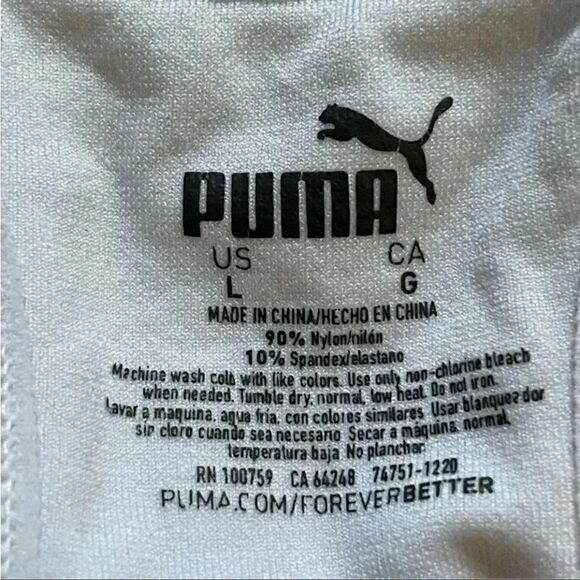 PUMA
US CA
L G
MADE IN CHINA/HECHO EN CHINA
90% Nylon/nilón
10% Spandex/elastano
Machine wash cold with like colors. Use only non-chlorine bleach
when needed. Tumble dry, normal, low heat. Do not iron.
Lavar a maquina, agua fria, con colores similares. Usar blanqueador
sin cloro cuando sea necesario Secar a máquina, normal,
temperatura baja No planchar
RN 100759 CA 64248 74751-1220
PUMA.COM/FOREVERBETTER